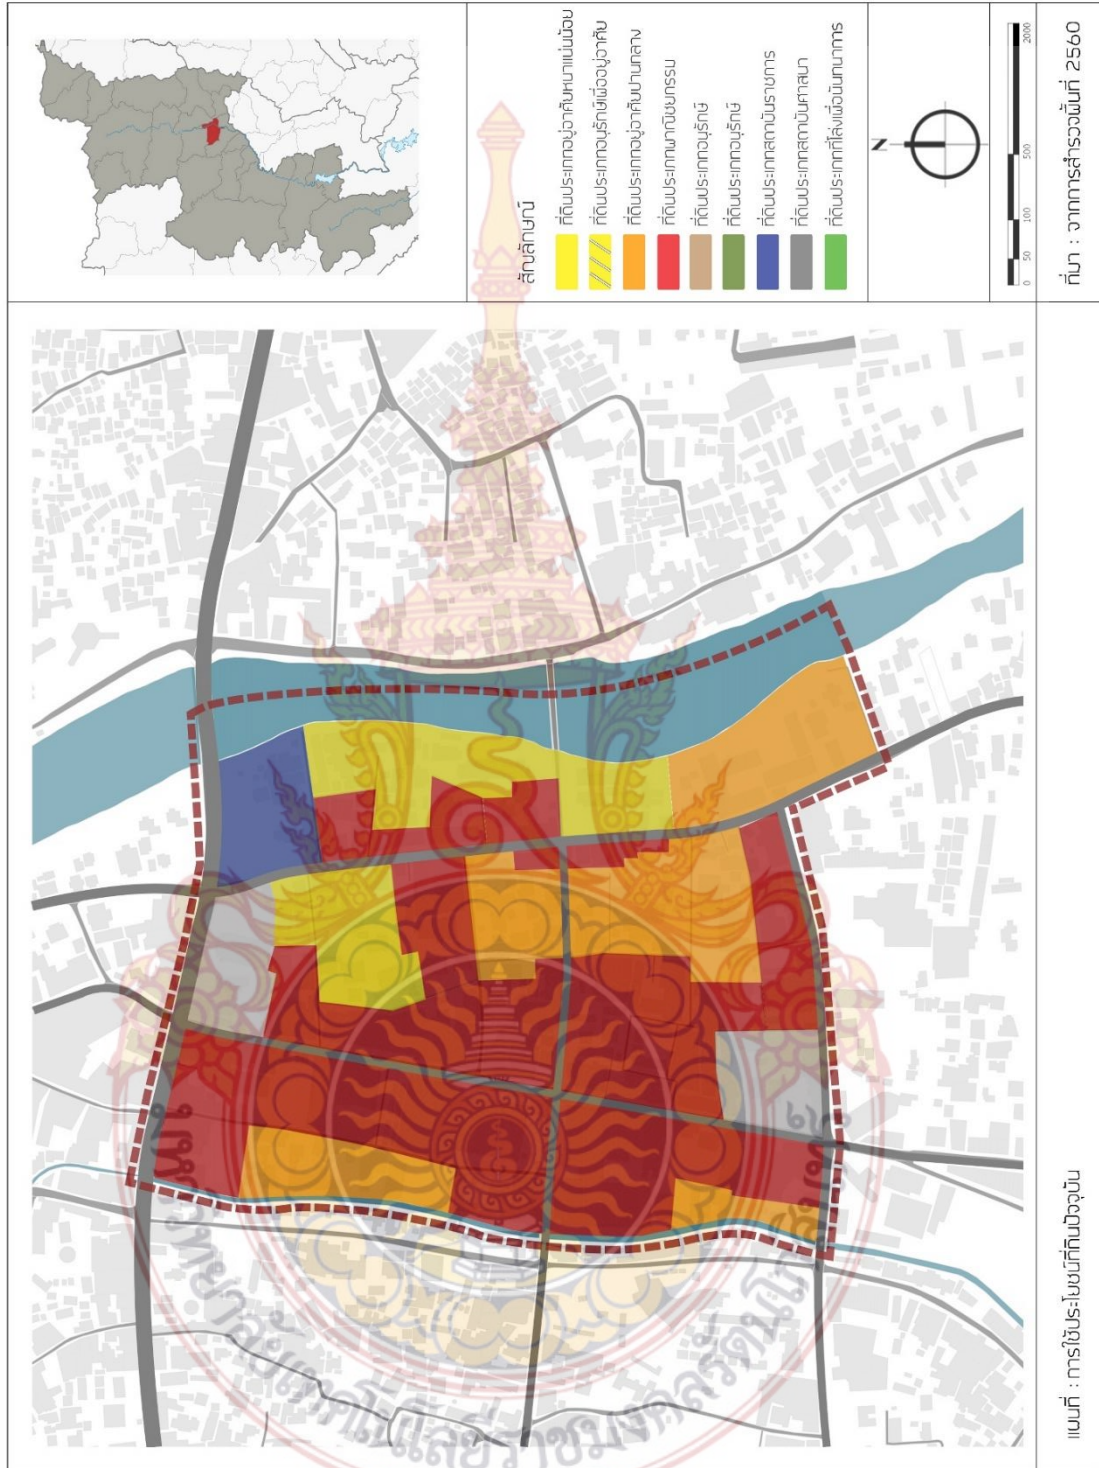 สัญลักษณ์
ที่ดินประเภทอยู่อาศัยหนาแน่นน้อย
ที่ดินประเภทอนุรักษ์เพื่ออยู่อาศัย
ที่ดินประเภทอยู่อาศัยปานกลาง
ที่ดินประเภทพาณิชยกรรม
ที่ดินประเภทอนุรักษ์
ที่ดินประเภทอนุรักษ์
ที่ดินประเภทสถาบันราชการ
ที่ดินประเภทสถาบันศาสนา
ที่ดินประเภทที่โล่งเพื่อนันทนาการ
N
0 50 100 500 2000
ที่มา : จากการสำรวจพื้นที่ 2560
แผนที่ : การใช้ประโยชน์ที่ดินปัจจุบัน